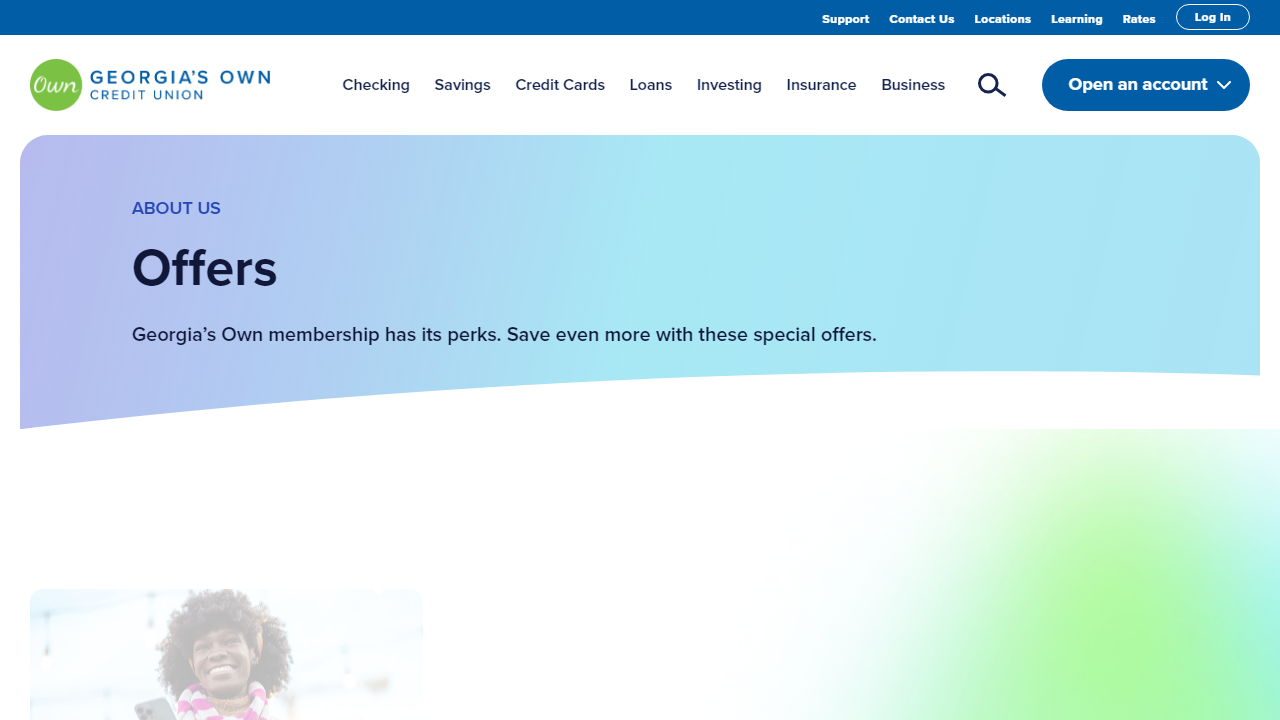 Support Contact Us Locations Learning Rates Log In
Own GEORGIA'S OWN
CREDIT UNION
Checking Savings Credit Cards Loans Investing Insurance Business Open an account
ABOUT US
Offers
Georgia’s Own membership has its perks. Save even more with these special offers.